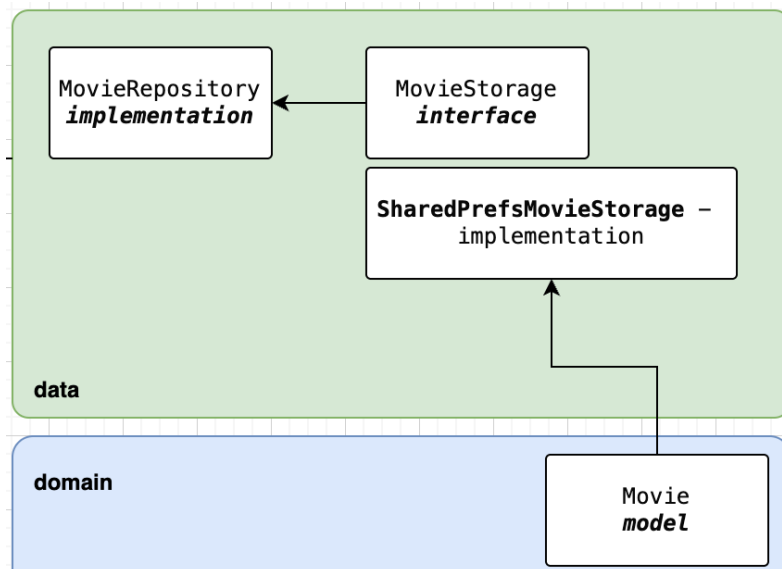 MovieRepository
implementation
MovieStorage
interface
SharedPrefsMovieStorage –
implementation
data
domain
Movie
model